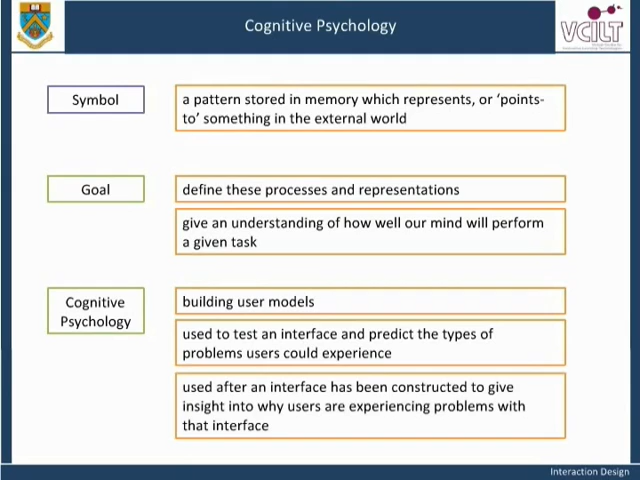 Cognitive Psychology
VCILT
Symbol
a pattern stored in memory which represents, or ‘points-
to’ something in the external world
Goal
define these processes and representations
give an understanding of how well our mind will perform
a given task
Cognitive
Psychology
building user models
used to test an interface and predict the types of
problems users could experience
used after an interface has been constructed to give
insight into why users are experiencing problems with
that interface
Interaction Design